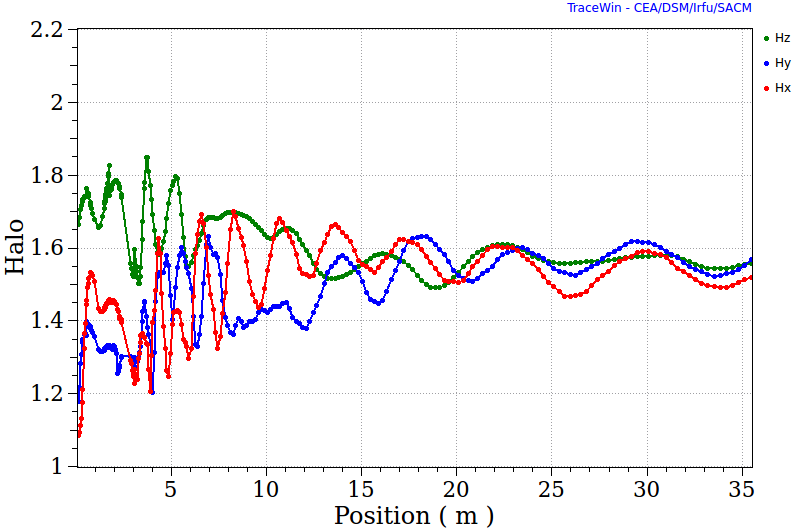 TraceWin - CEA/DSM/Irfu/SACM
Hz
Hy
Hx
2.2
2
1.8
1.6
1.4
1.2
1
Halo
5 10 15 20 25 30 35
Position ( m )